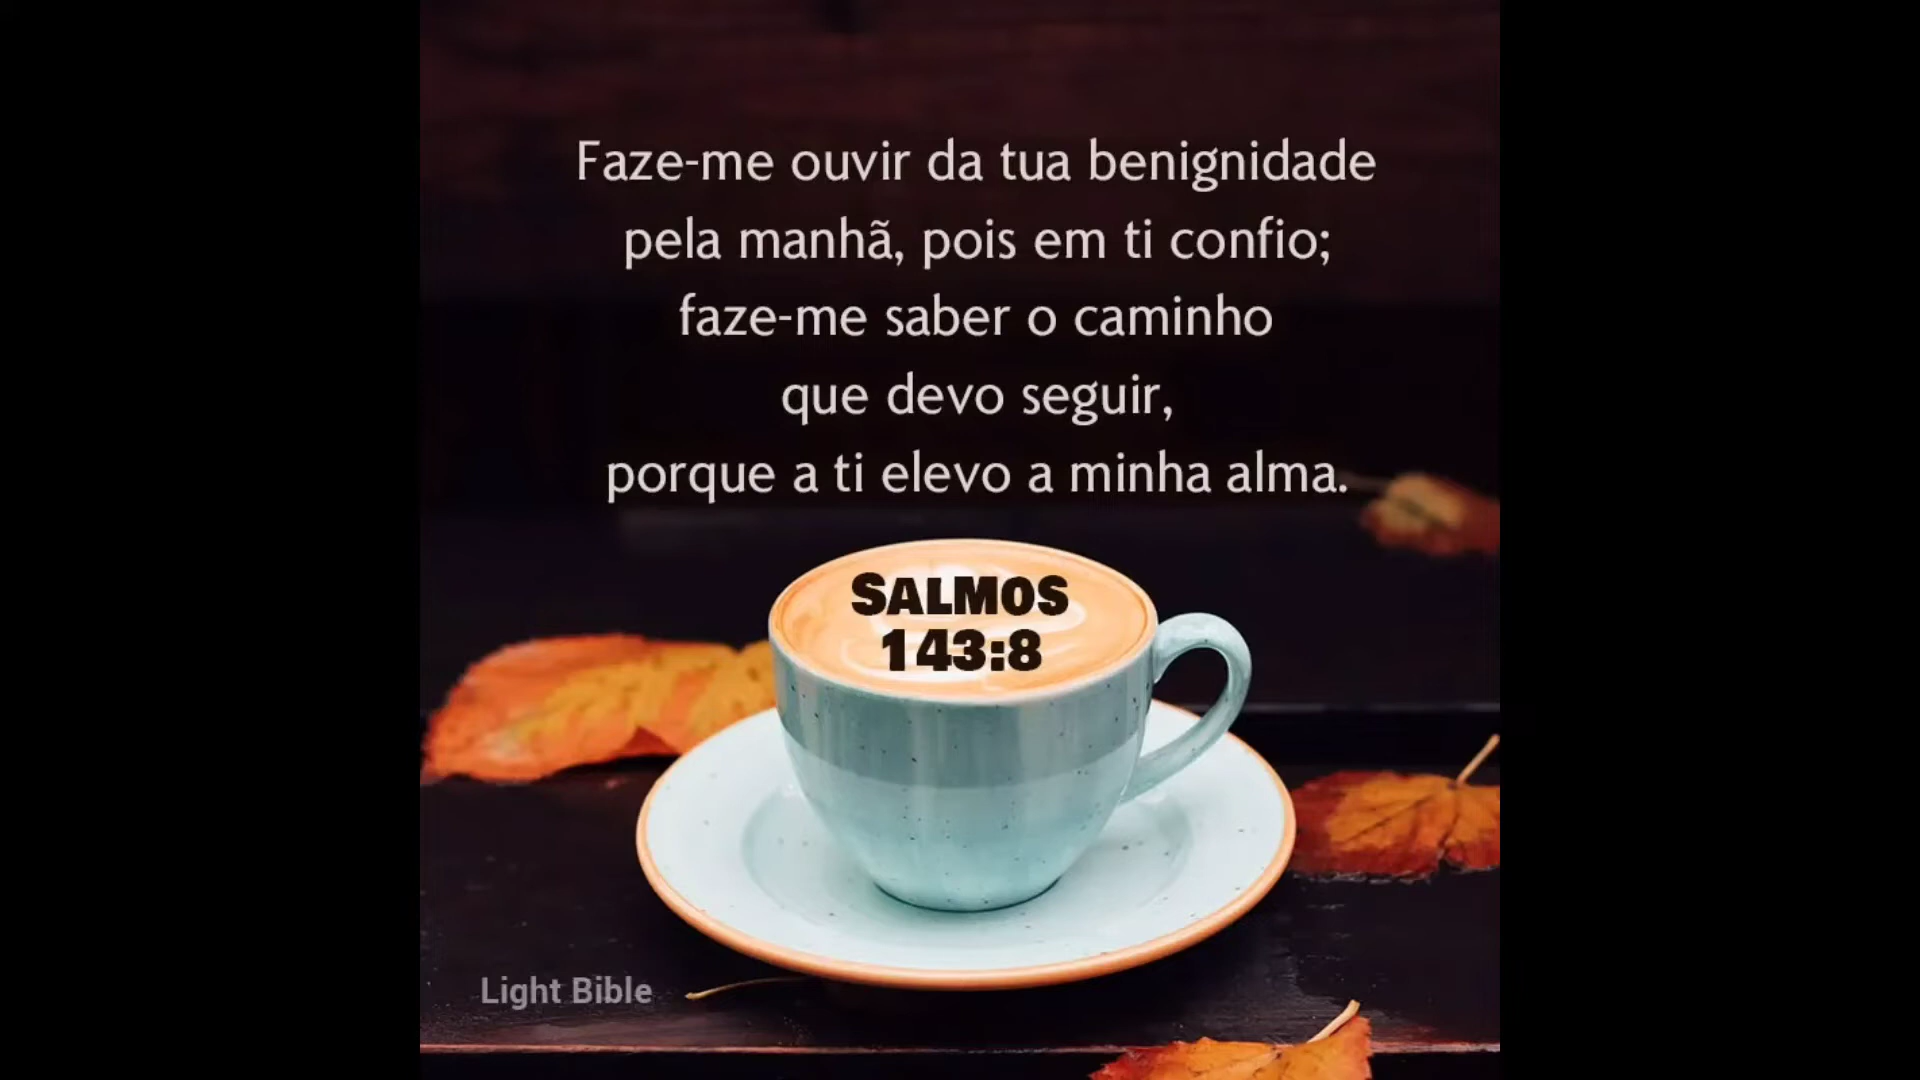 Faze-me ouvir da tua benignidade
pela manhã, pois em ti confio;
faze-me saber o caminho
que devo seguir,
porque a ti elevo a minha alma.
SALMOS
143:8
Light Bible